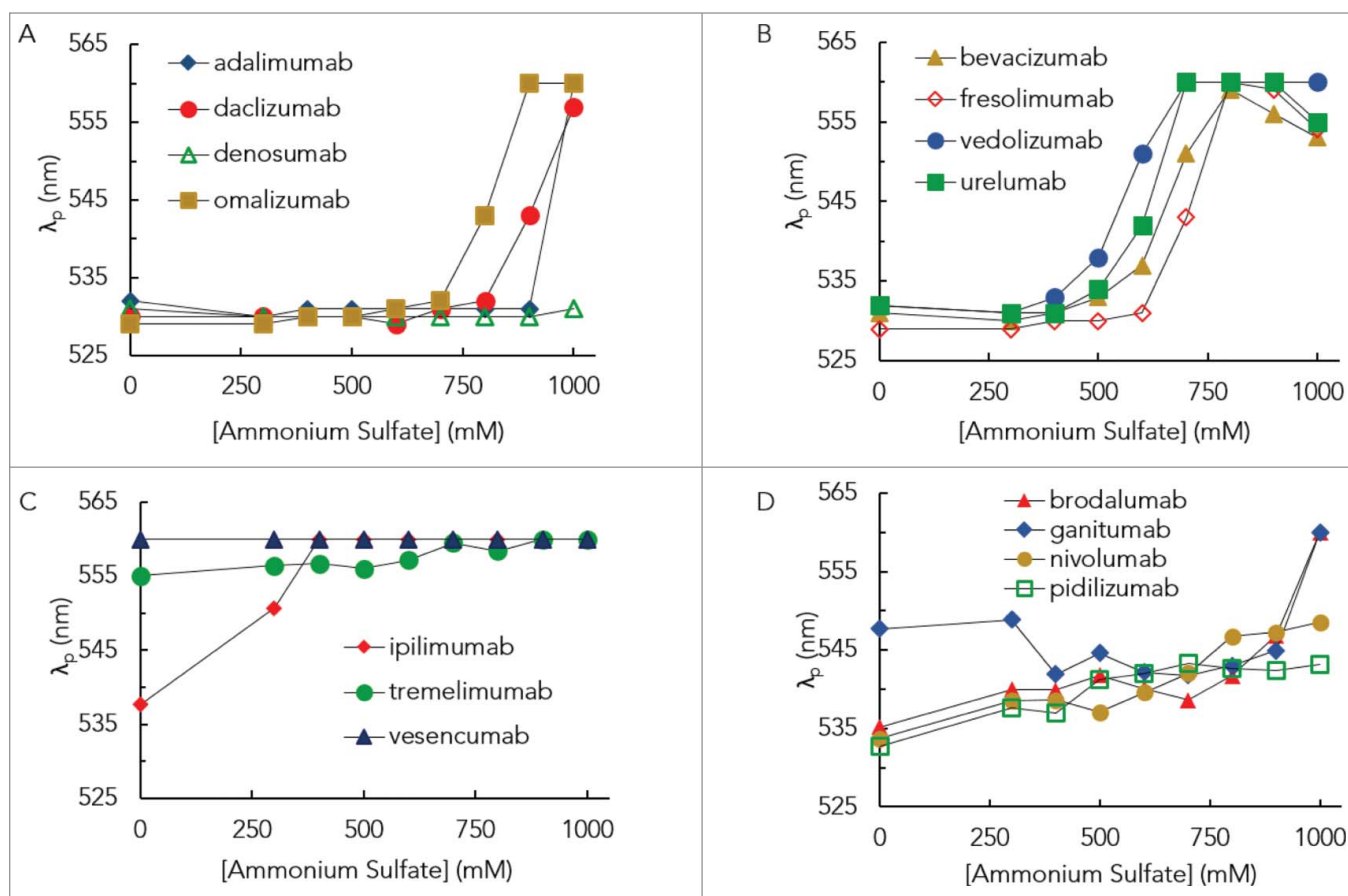 A
565
555
545
535
525
λp (nm)
adalimumab
daclizumab
denosumab
omalizumab
0 250 500 750 1000
[Ammonium Sulfate] (mM)
B
565
555
545
535
525
λp (nm)
bevacizumab
fresolimumab
vedolizumab
urelumab
0 250 500 750 1000
[Ammonium Sulfate] (mM)
C
565
555
545
535
525
λp (nm)
ipilimumab
tremelimumab
vesencumab
0 250 500 750 1000
[Ammonium Sulfate] (mM)
D
565
555
545
535
525
λp (nm)
brodalumab
ganitumab
nivolumab
pidilizumab
0 250 500 750 1000
[Ammonium Sulfate] (mM)